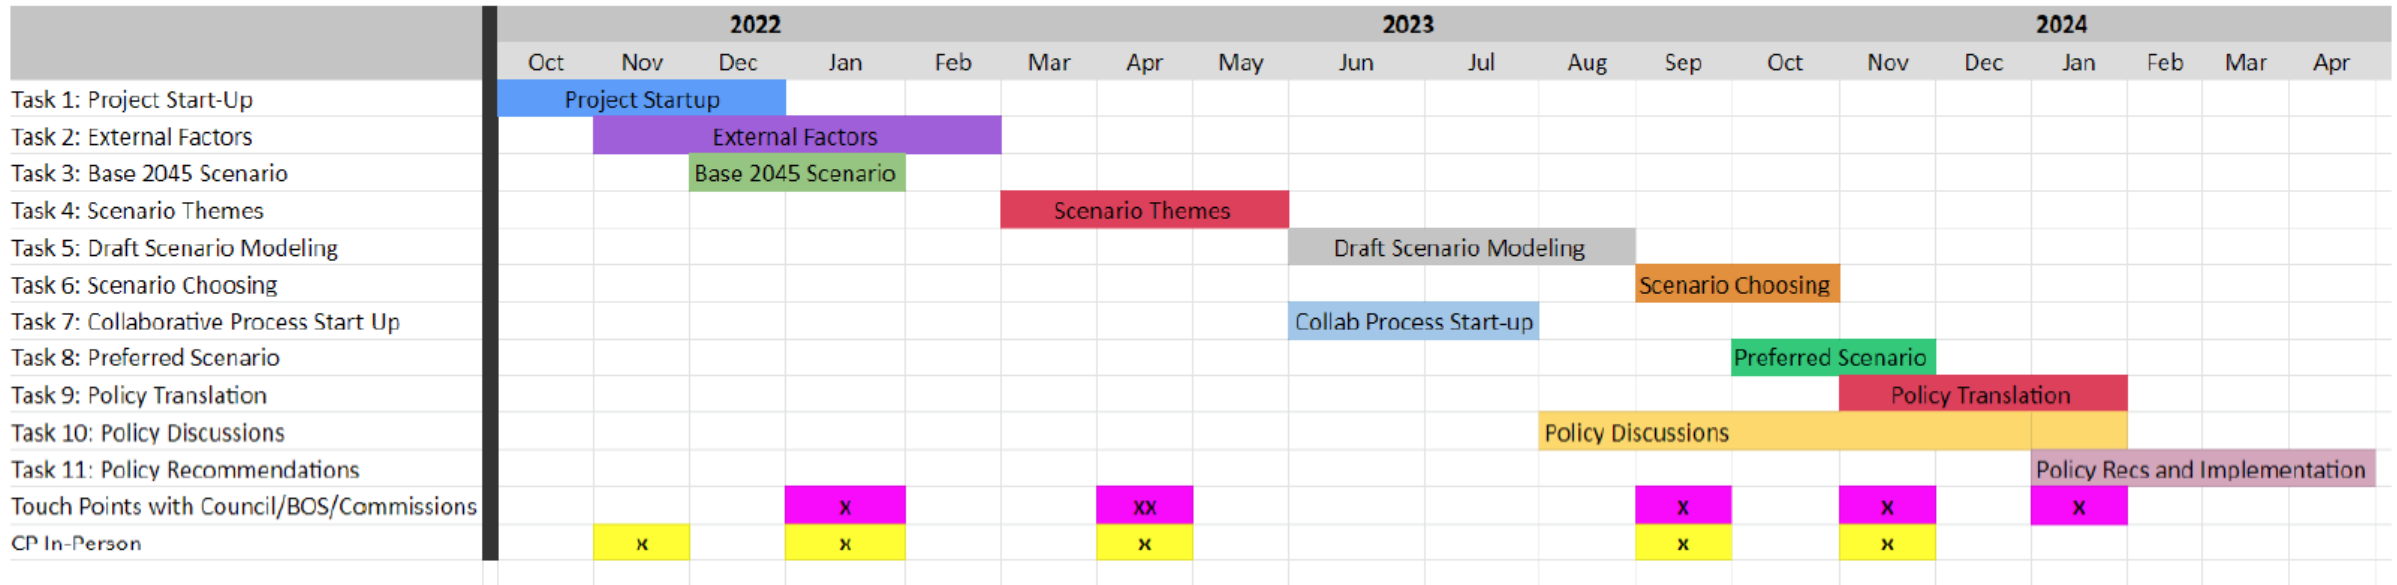 2022 2023 2024
Oct Nov Dec Jan Feb Mar Apr May Jun Jul Aug Sep Oct Nov Dec Jan Feb Mar Apr
Task 1: Project Start-Up Project Startup
Task 2: External Factors External Factors
Task 3: Base 2045 Scenario Base 2045 Scenario
Task 4: Scenario Themes Scenario Themes
Task 5: Draft Scenario Modeling Draft Scenario Modeling
Task 6: Scenario Choosing Scenario Choosing
Task 7: Collaborative Process Start Up Collab Process Start-up
Task 8: Preferred Scenario Preferred Scenario
Task 9: Policy Translation Policy Translation
Task 10: Policy Discussions Policy Discussions
Task 11: Policy Recommendations Policy Recs and Implementation
Touch Points with Council/BOS/Commissions x xx x x x
CP In-Person x x x x x